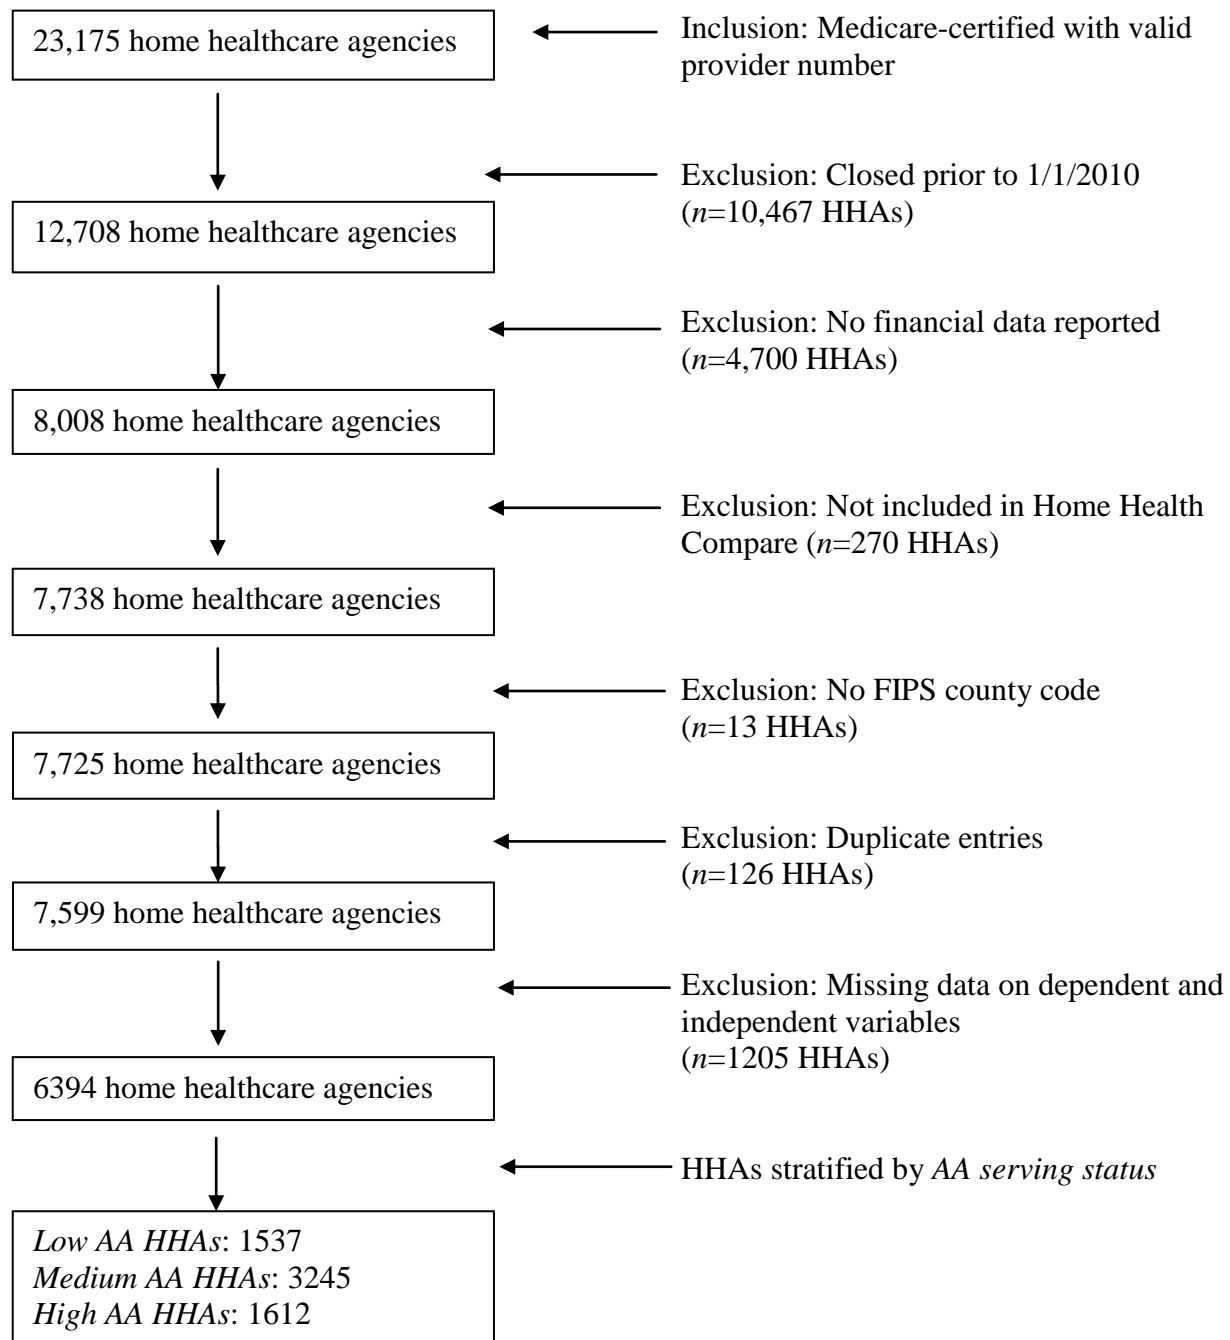 23,175 home healthcare agencies
Inclusion: Medicare-certified with valid
provider number
Exclusion: Closed prior to 1/1/2010
(n=10,467 HHAs)
12,708 home healthcare agencies
Exclusion: No financial data reported
(n=4,700 HHAs)
8,008 home healthcare agencies
Exclusion: Not included in Home Health
Compare (n=270 HHAs)
7,738 home healthcare agencies
Exclusion: No FIPS county code
(n=13 HHAs)
7,725 home healthcare agencies
Exclusion: Duplicate entries
(n=126 HHAs)
7,599 home healthcare agencies
Exclusion: Missing data on dependent and
independent variables
(n=1205 HHAs)
6394 home healthcare agencies
HHAs stratified by AA serving status
Low AA HHAs: 1537
Medium AA HHAs: 3245
High AA HHAs: 1612